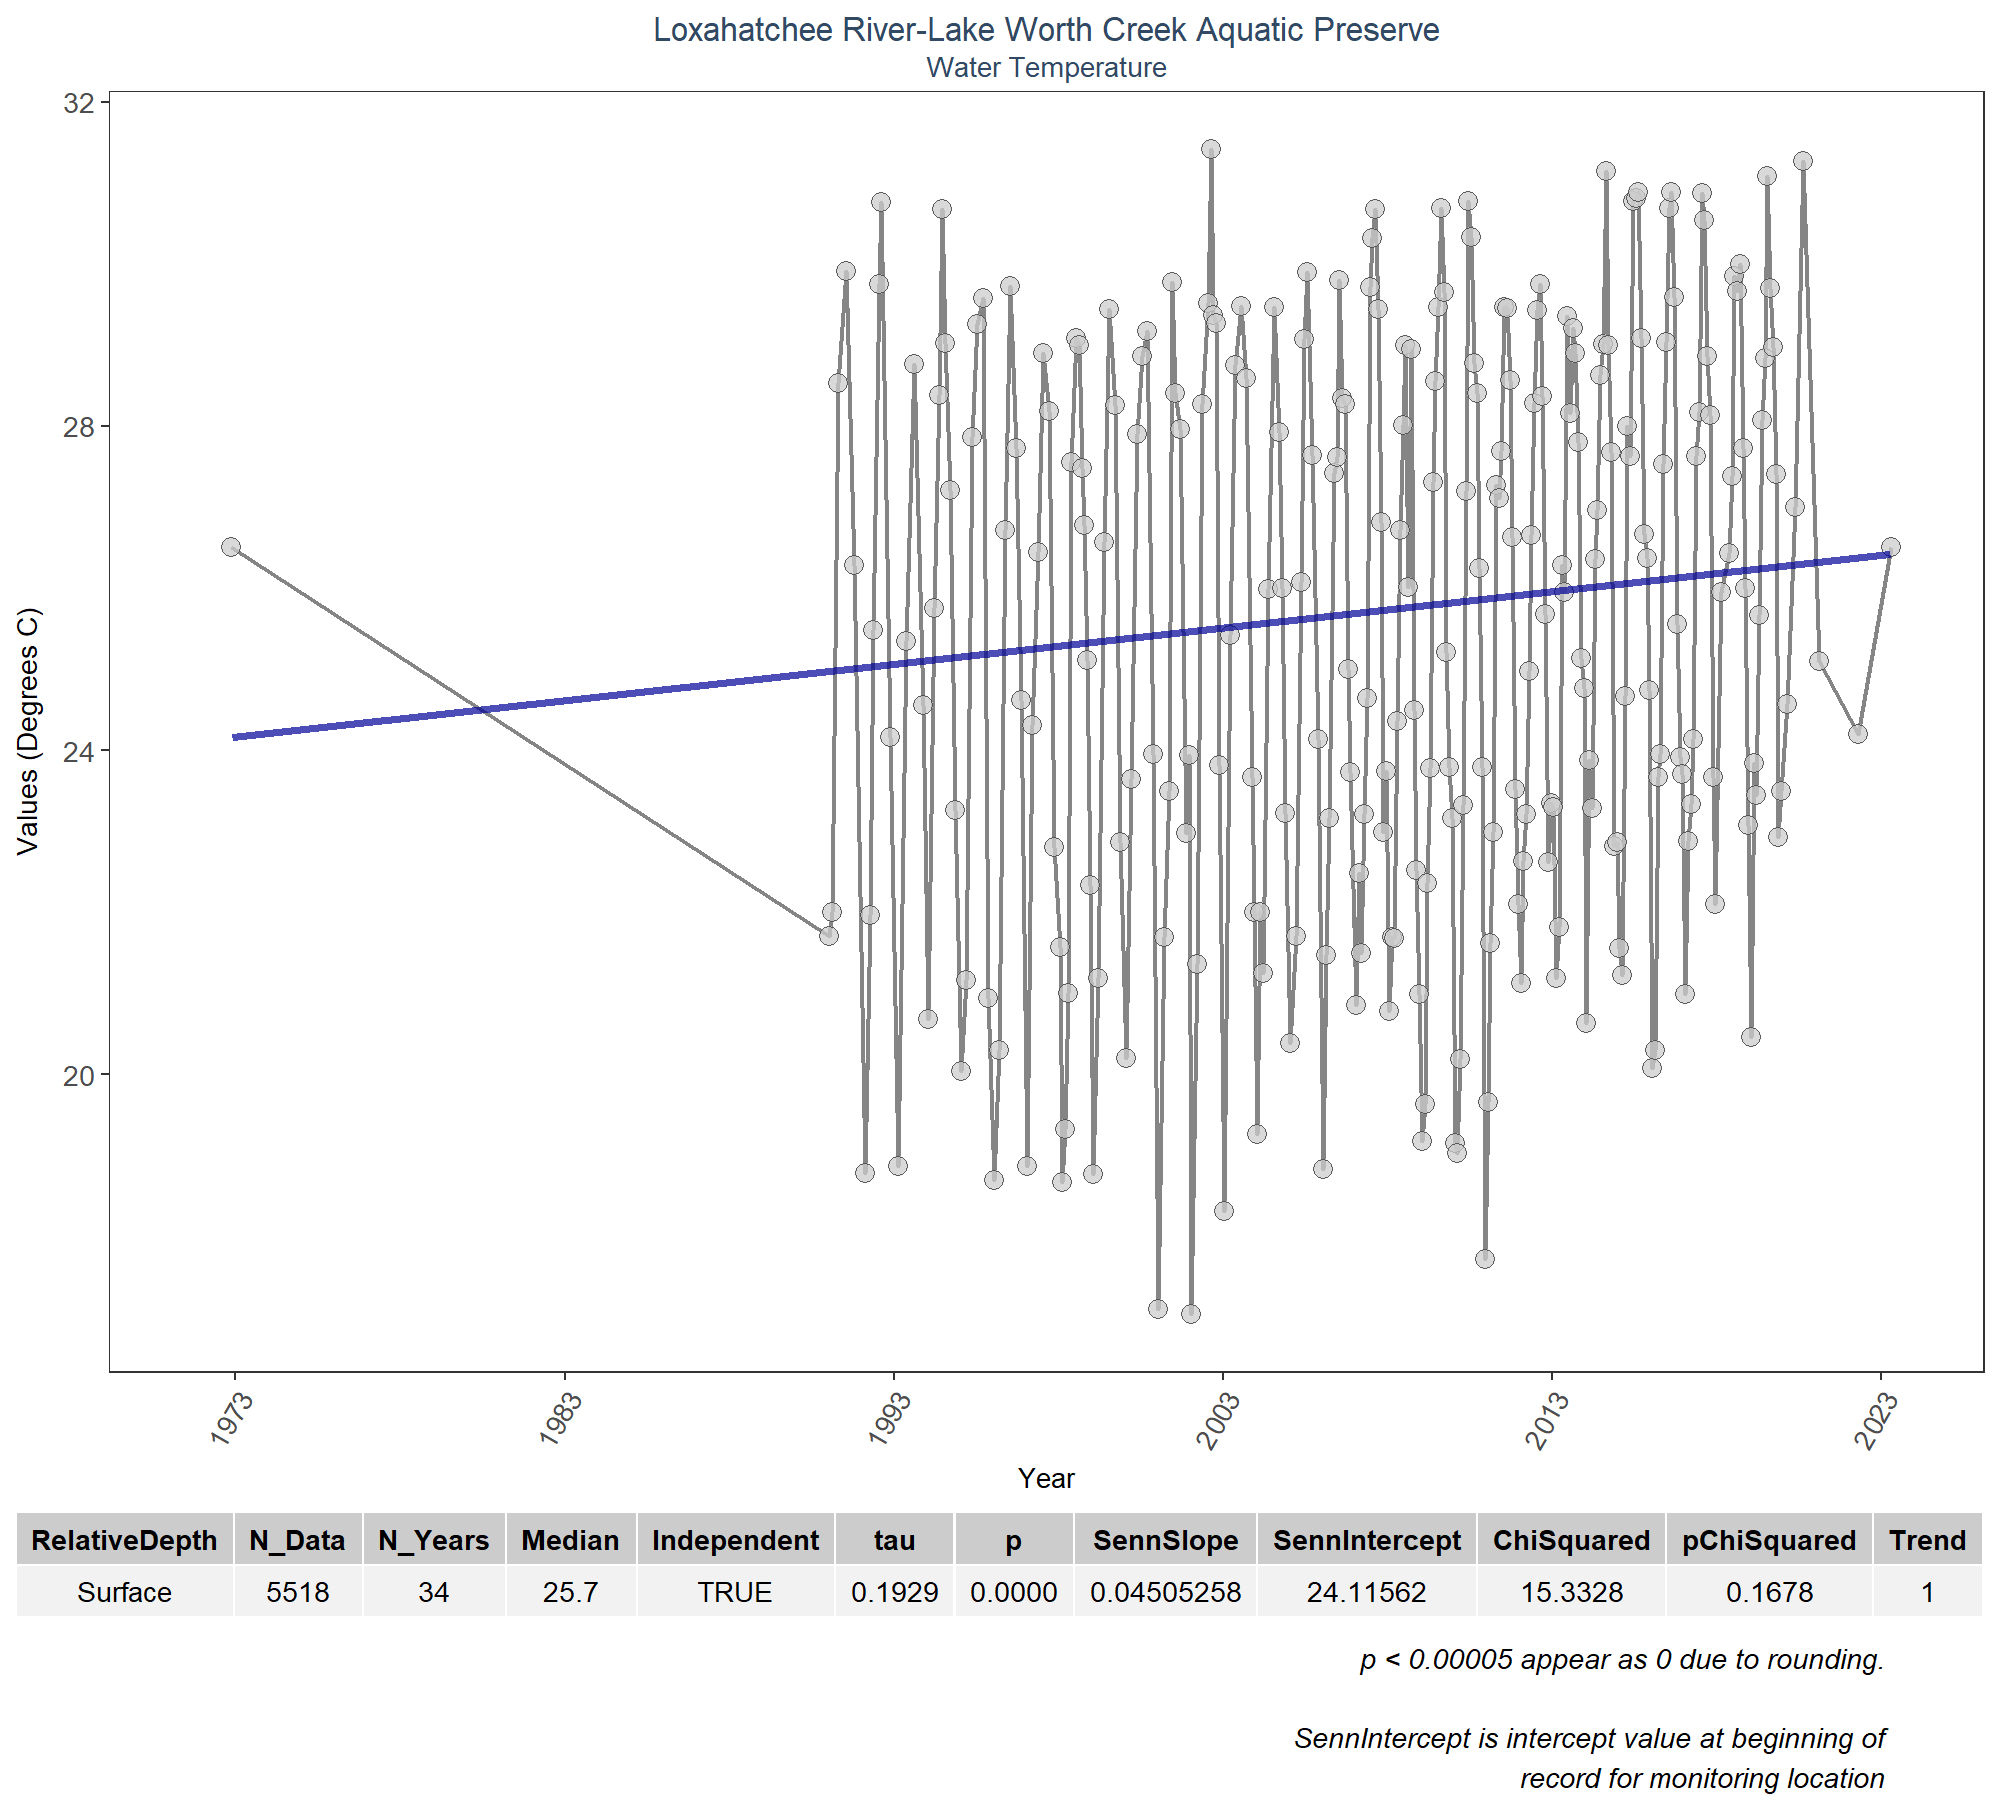 Loxahatchee River-Lake Worth Creek Aquatic Preserve
Water Temperature
32
28
24
20
Values (Degrees C)
1973
1983
1993
2003
2013
2023
Year
RelativeDepth N_Data N_Years Median Independent tau p SennSlope SennIntercept ChiSquared pChiSquared Trend
Surface 5518 34 25.7 TRUE 0.1929 0.0000 0.04505258 24.11562 15.3328 0.1678 1
p < 0.00005 appear as 0 due to rounding.
SennIntercept is intercept value at beginning of
record for monitoring location